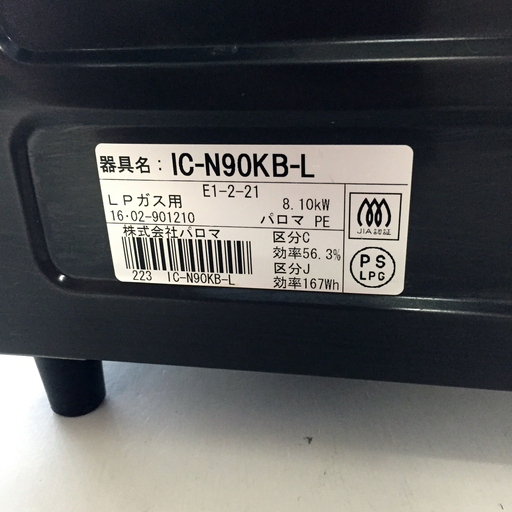 器具名：IC-N90KB-L
E1-2-21
LPガス用 8.10kW
16・02-901210 パロマ PE
株式会社パロマ
区分C
効率56.3%
区分J
効率167Wh
223 IC-N90KB-L
JIA認証
PS
LPG